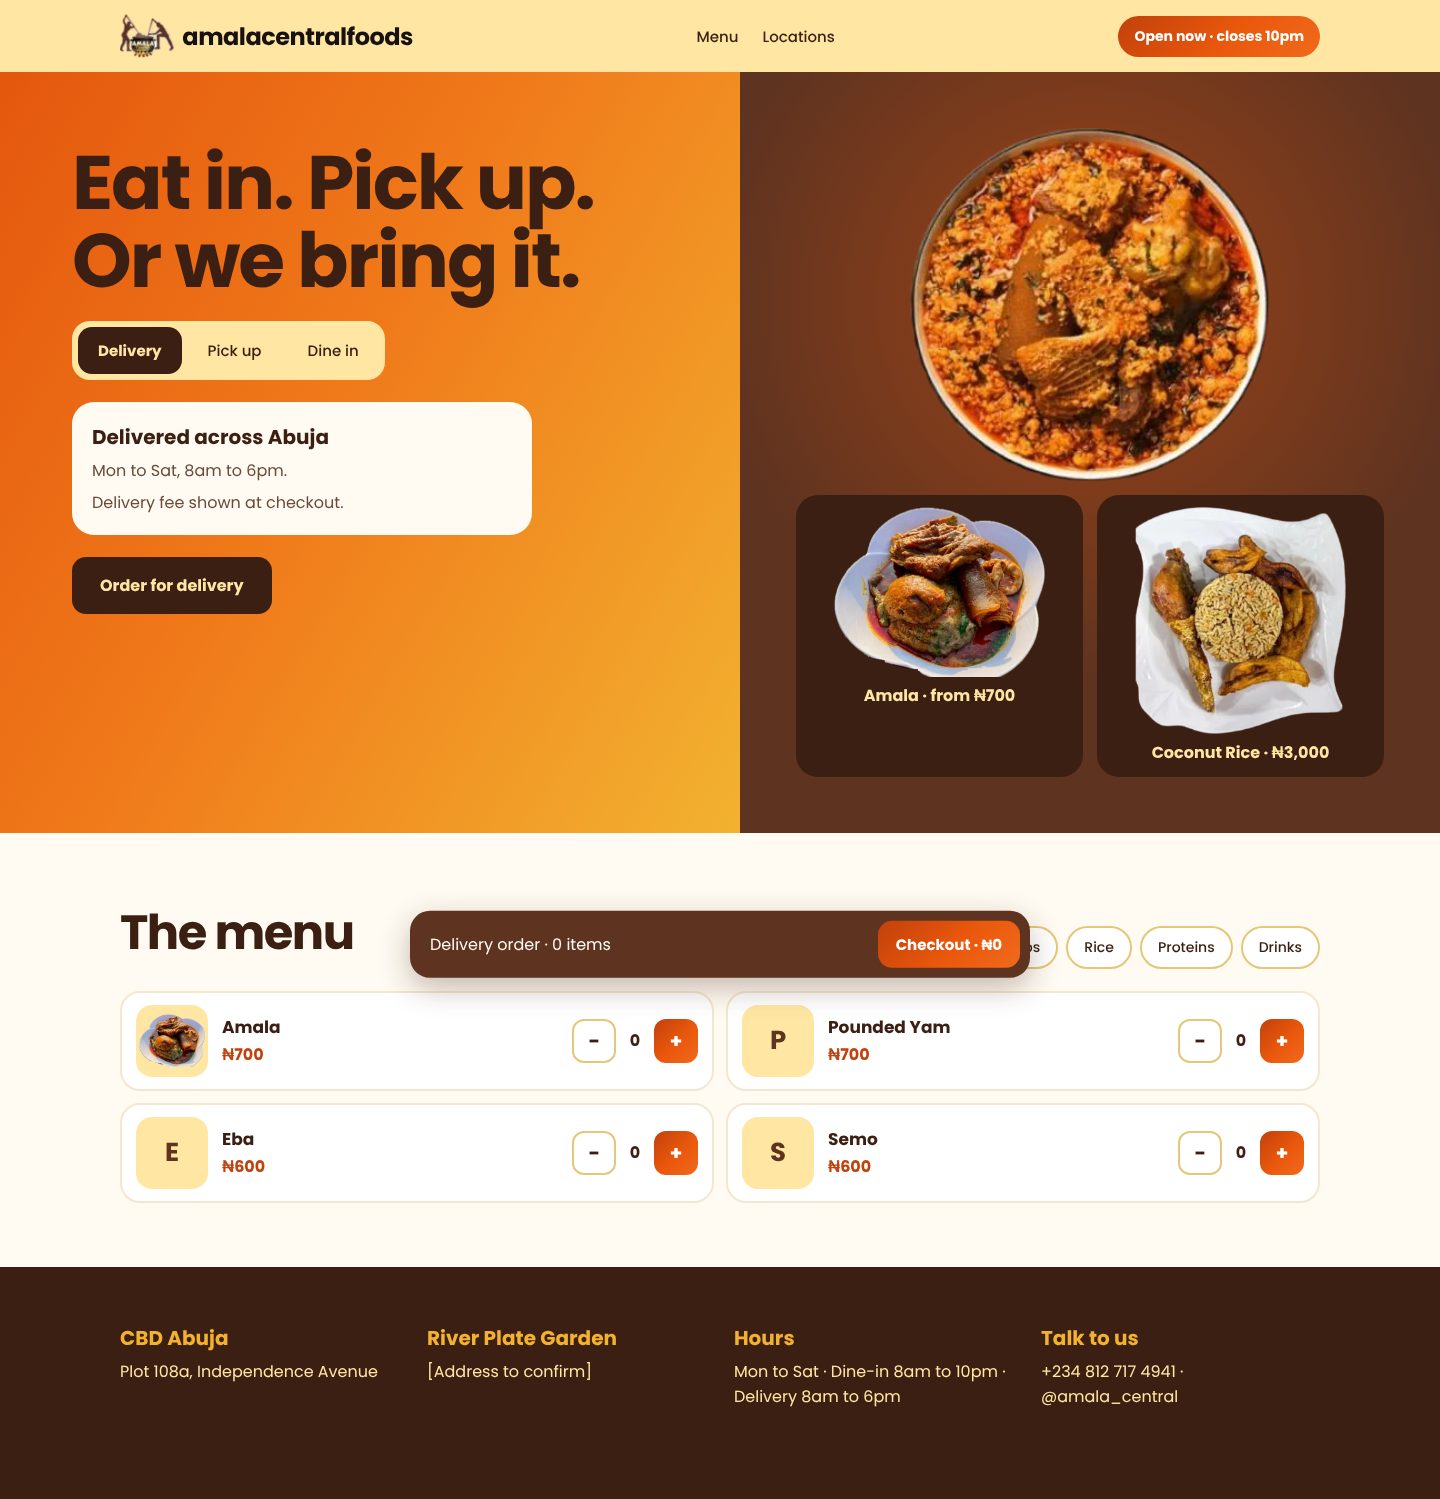 AMALA
amalacentralfoods
Menu
Locations
Open now · closes 10pm
Eat in. Pick up.
Or we bring it.
Delivery
Pick up
Dine in
Delivered across Abuja
Mon to Sat, 8am to 6pm.
Delivery fee shown at checkout.
Order for delivery
Amala · from ₦700
Coconut Rice · ₦3,000
The menu
Delivery order · 0 items
Checkout · ₦0
Rice
Proteins
Drinks
Amala
₦700
−
0
+
P
Pounded Yam
₦700
−
0
+
E
Eba
₦600
−
0
+
S
Semo
₦600
−
0
+
CBD Abuja
Plot 108a, Independence Avenue
River Plate Garden
[Address to confirm]
Hours
Mon to Sat · Dine-in 8am to 10pm ·
Delivery 8am to 6pm
Talk to us
+234 812 717 4941 ·
@amala_central